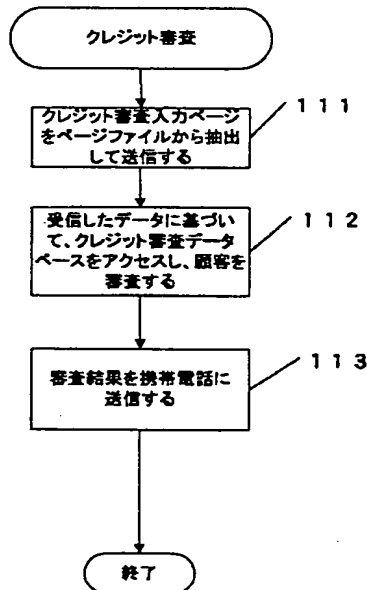 クレジット審査
クレジット審査入力ページ
をページファイルから抽出
して送信する
111
受信したデータに基づい
て、クレジット審査データ
ベースをアクセスし、顧客を
審査する
112
審査結果を携帯電話に
送信する
113
終了